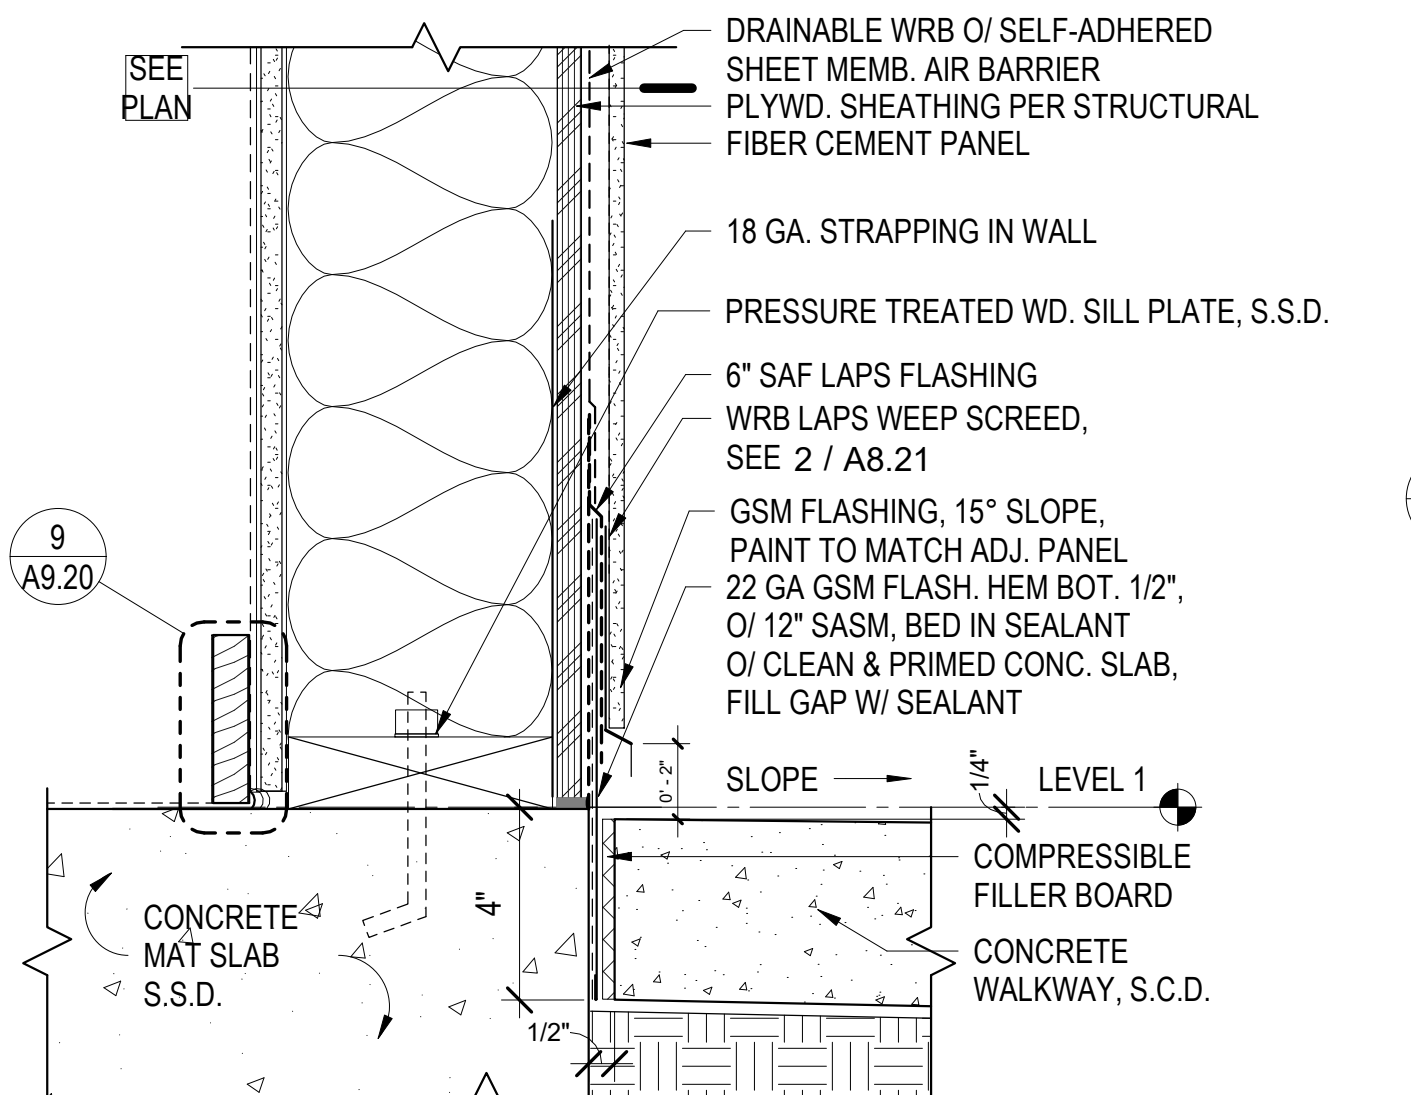 DRAINABLE WRB O/ SELF-ADHERED
SHEET MEMB. AIR BARRIER
SEE
PLAN
PLYWD. SHEATHING PER STRUCTURAL
FIBER CEMENT PANEL
18 GA. STRAPPING IN WALL
PRESSURE TREATED WD. SILL PLATE, S.S.D.
6" SAF LAPS FLASHING
WRB LAPS WEEP SCREED,
SEE 2 / A8.21
GSM FLASHING, 15° SLOPE,
PAINT TO MATCH ADJ. PANEL
22 GA GSM FLASH. HEM BOT. 1/2",
O/ 12" SASM, BED IN SEALANT
O/ CLEAN & PRIMED CONC. SLAB,
FILL GAP W/ SEALANT
9
A9.20
0' - 2"
SLOPE
1/4"
LEVEL 1
COMPRESSIBLE
FILLER BOARD
CONCRETE
WALKWAY, S.C.D.
4"
CONCRETE
MAT SLAB
S.S.D.
1/2"